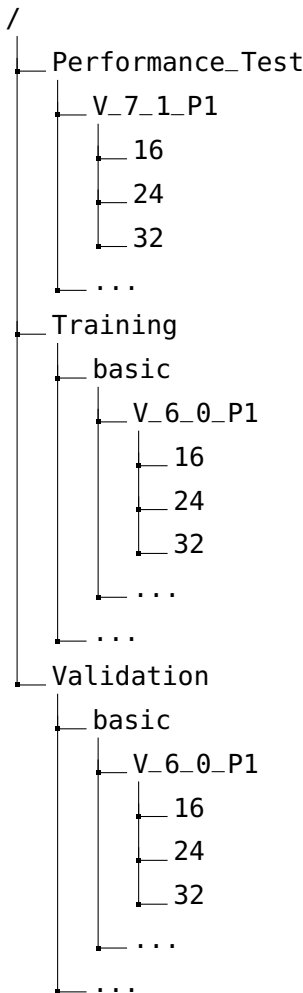 /
Performance_Test
V_7_1_P1
16
24
32
...
Training
basic
V_6_0_P1
16
24
32
...
...
Validation
basic
V_6_0_P1
16
24
32
...
...